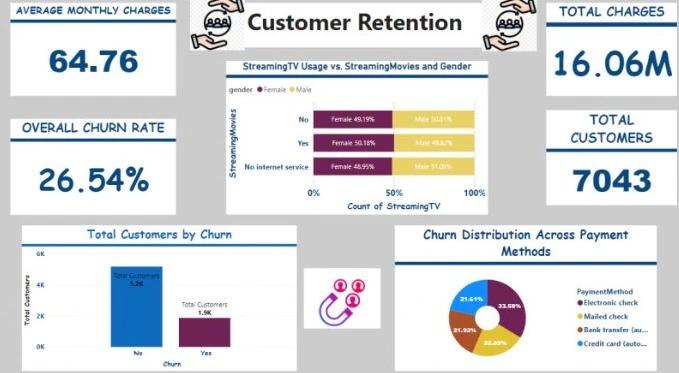 AVERAGE MONTHLY CHARGES
64.76
Customer Retention
TOTAL CHARGES
16.06M
OVERALL CHURN RATE
26.54%
StreamingTV Usage vs. StreamingMovies and Gender
gender Female Male
StreamingMovies
No Female 49.19% Male 50.81%
Yes Female 50.18% Male 49.82%
No internet service Female 48.95% Male 51.05%
0% 50% 100%
Count of StreamingTV
TOTAL
CUSTOMERS
7043
Total Customers by Churn
Total Customers
6K
4K
2K
0K
Total Customers
5.2K
Total Customers
1.9K
No Yes
Churn
Churn Distribution Across Payment
Methods
21.61%
33.58%
21.92%
PaymentMethod
Electronic check
Mailed check
Bank transfer (au...
Credit card (auto...